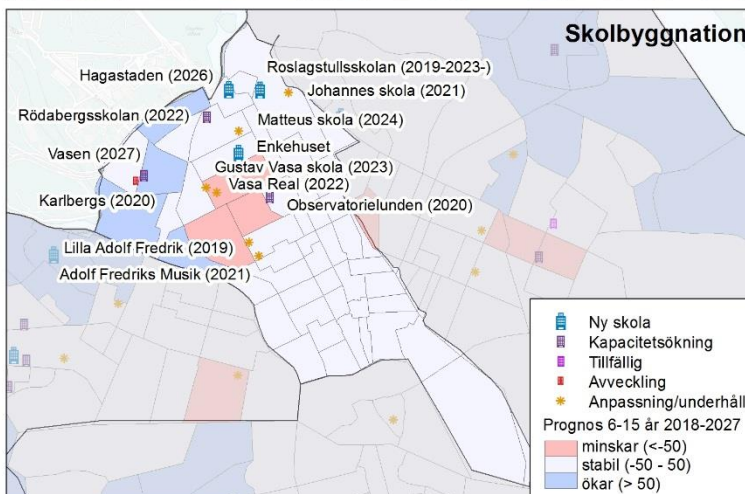 Skolbyggnation
Hagastaden (2026)
Roslagstullsskolan (2019-2023-)
Johannes skola (2021)
Rödabergsskolan (2022)
Matteus skola (2024)
Vasen (2027)
Enkehuset
Gustav Vasa skola (2023)
Vasa Real (2022)
Karlbergs (2020)
Observatorielunden (2020)
Lilla Adolf Fredrik (2019)
Adolf Fredriks Musik (2021)
Ny skola
Kapacitetsökning
Tillfällig
Avveckling
Anpassning/underhåll
Prognos 6-15 år 2018-2027
minskar (<-50)
stabil (-50 - 50)
ökar (> 50)